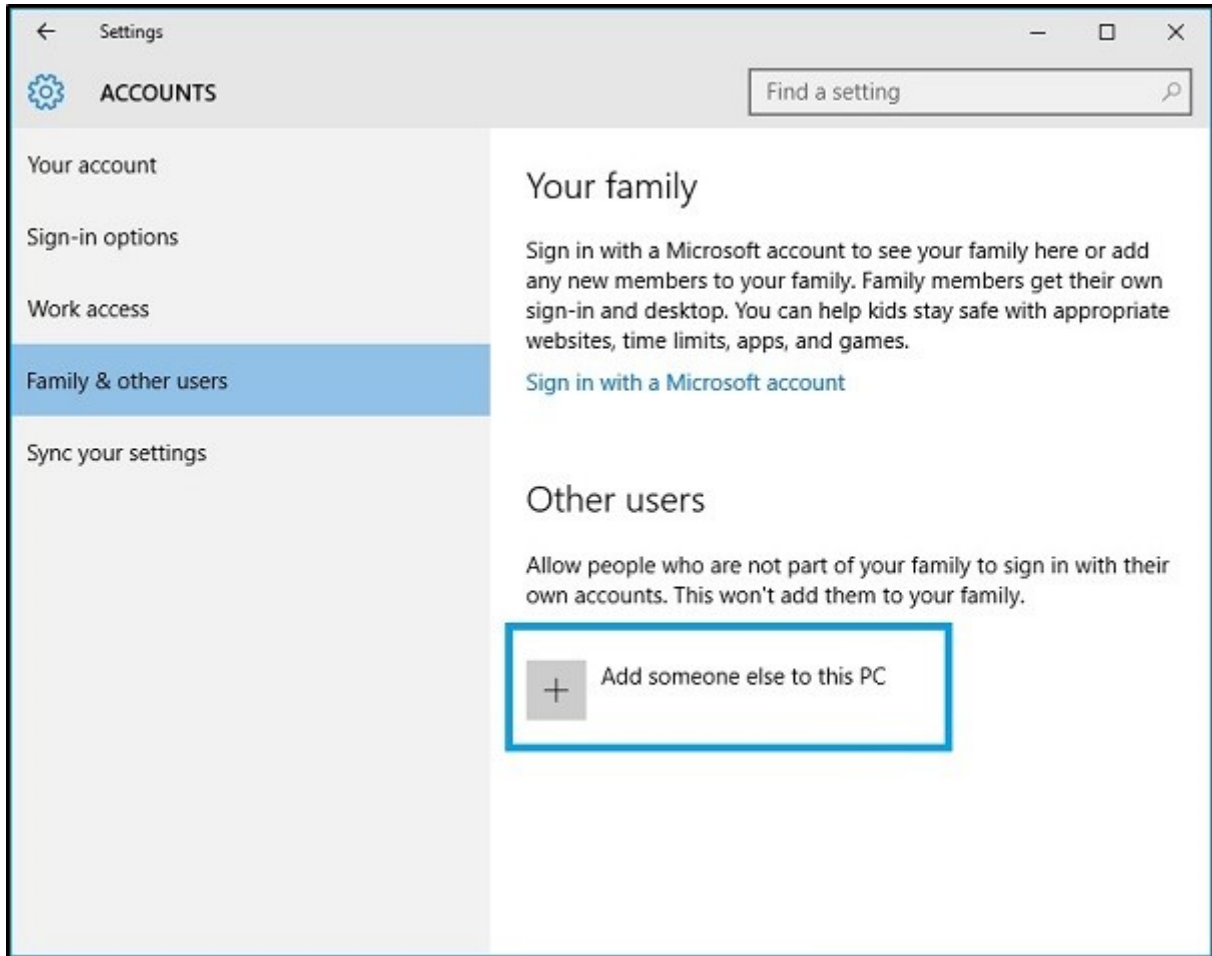 Settings
ACCOUNTS
Find a setting
Your account
Sign-in options
Work access
Family & other users
Sync your settings
Your family
Sign in with a Microsoft account to see your family here or add
any new members to your family. Family members get their own
sign-in and desktop. You can help kids stay safe with appropriate
websites, time limits, apps, and games.
Sign in with a Microsoft account
Other users
Allow people who are not part of your family to sign in with their
own accounts. This won't add them to your family.
Add someone else to this PC